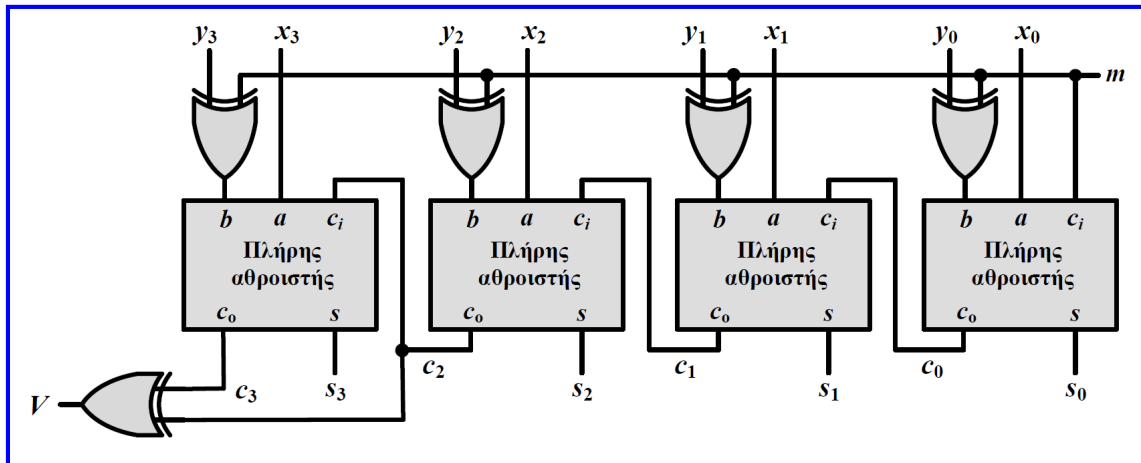 y3 x3 y2 x2 y1 x1 y0 x0
m
b a ci b a ci b a ci b a ci
Πλήρης Πλήρης Πλήρης Πλήρης
αθροιστής αθροιστής αθροιστής αθροιστής
co s co s co s co s
c2 c1 c0
c3 s3 s2 s1 s0
V